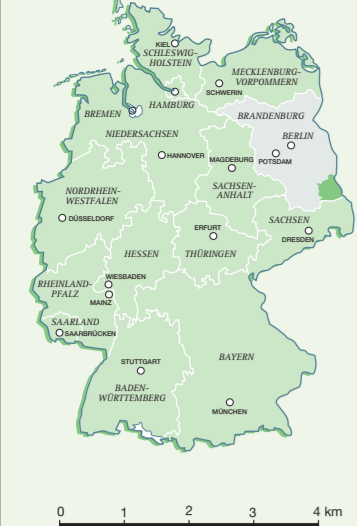 KIEL
SCHLESWIG-
HOLSTEIN
MECKLENBURG-
VORPOMMERN
SCHWERIN
HAMBURG
BREMEN
BRANDENBURG
NIEDERSACHSEN
BERLIN
HANNOVER
MAGDEBURG
POTSDAM
SACHSEN-
ANHALT
NORDRHEIN-
WESTFALEN
DÜSSELDORF
SACHSEN
ERFURT
DRESDEN
HESSEN
THÜRINGEN
WIESBADEN
RHEINLAND-
PFALZ
MAINZ
SAARLAND
SAARBRÜCKEN
BAYERN
STUTTGART
BADEN-
WÜRTTEMBERG
MÜNCHEN
0 1 2 3 4 km